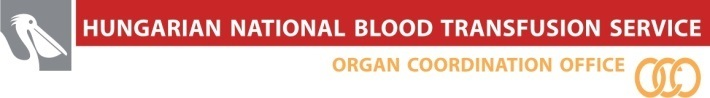 HUNGARIAN NATIONAL BLOOD TRANSFUSION SERVICE
ORGAN COORDINATION OFFICE